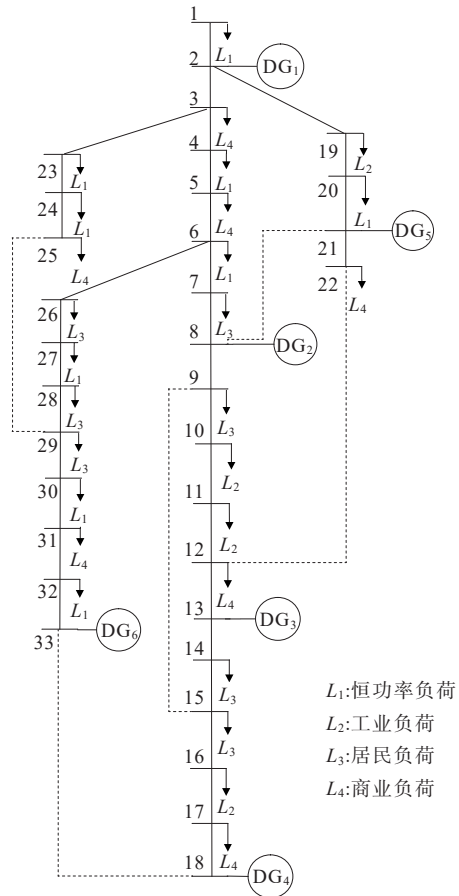 1
L₁
2
DG₁
3
L₄
19
4
23
L₂
L₁
L₁
20
5
24
L₁
L₄
L₁
DG₅
6
21
25
L₄
L₁
22
7
L₄
26
L₃
L₃
8
DG₂
27
L₁
9
28
L₃
L₃
10
29
L₃
L₂
30
L₁
11
L₂
31
12
L₄
L₄
32
L₁
13
DG₃
DG₆
33
14
L₃
L₁:恒功率负荷
15
L₂:工业负荷
L₃
16
L₃:居民负荷
L₂
L₄:商业负荷
17
L₄
18
DG₄